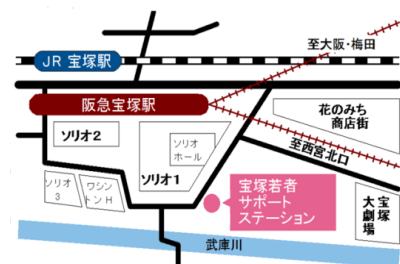 至大阪・梅田
JR 宝塚駅
阪急宝塚駅
花のみち
商店街
ソリオ2
ソリオ
ホール
至西宮北口
ソリオ1
ソリオ
3
ワシン
トンH
宝塚若者
サポート
ステーション
宝塚
大劇場
武庫川